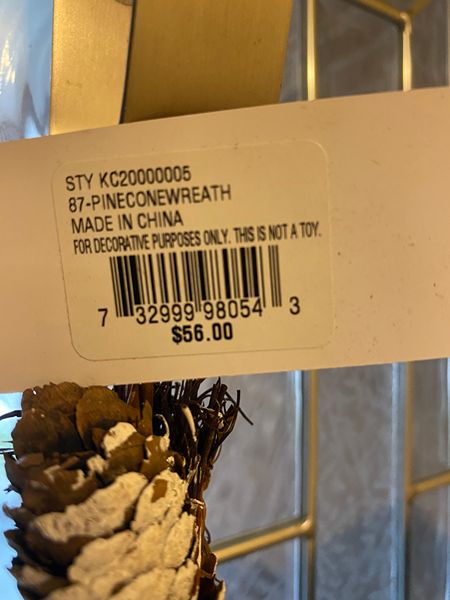 STY KC20000005
87-PINECONEWREATH
MADE IN CHINA
FOR DECORATIVE PURPOSES ONLY. THIS IS NOT A TOY.
7 32999 98054 3
$56.00